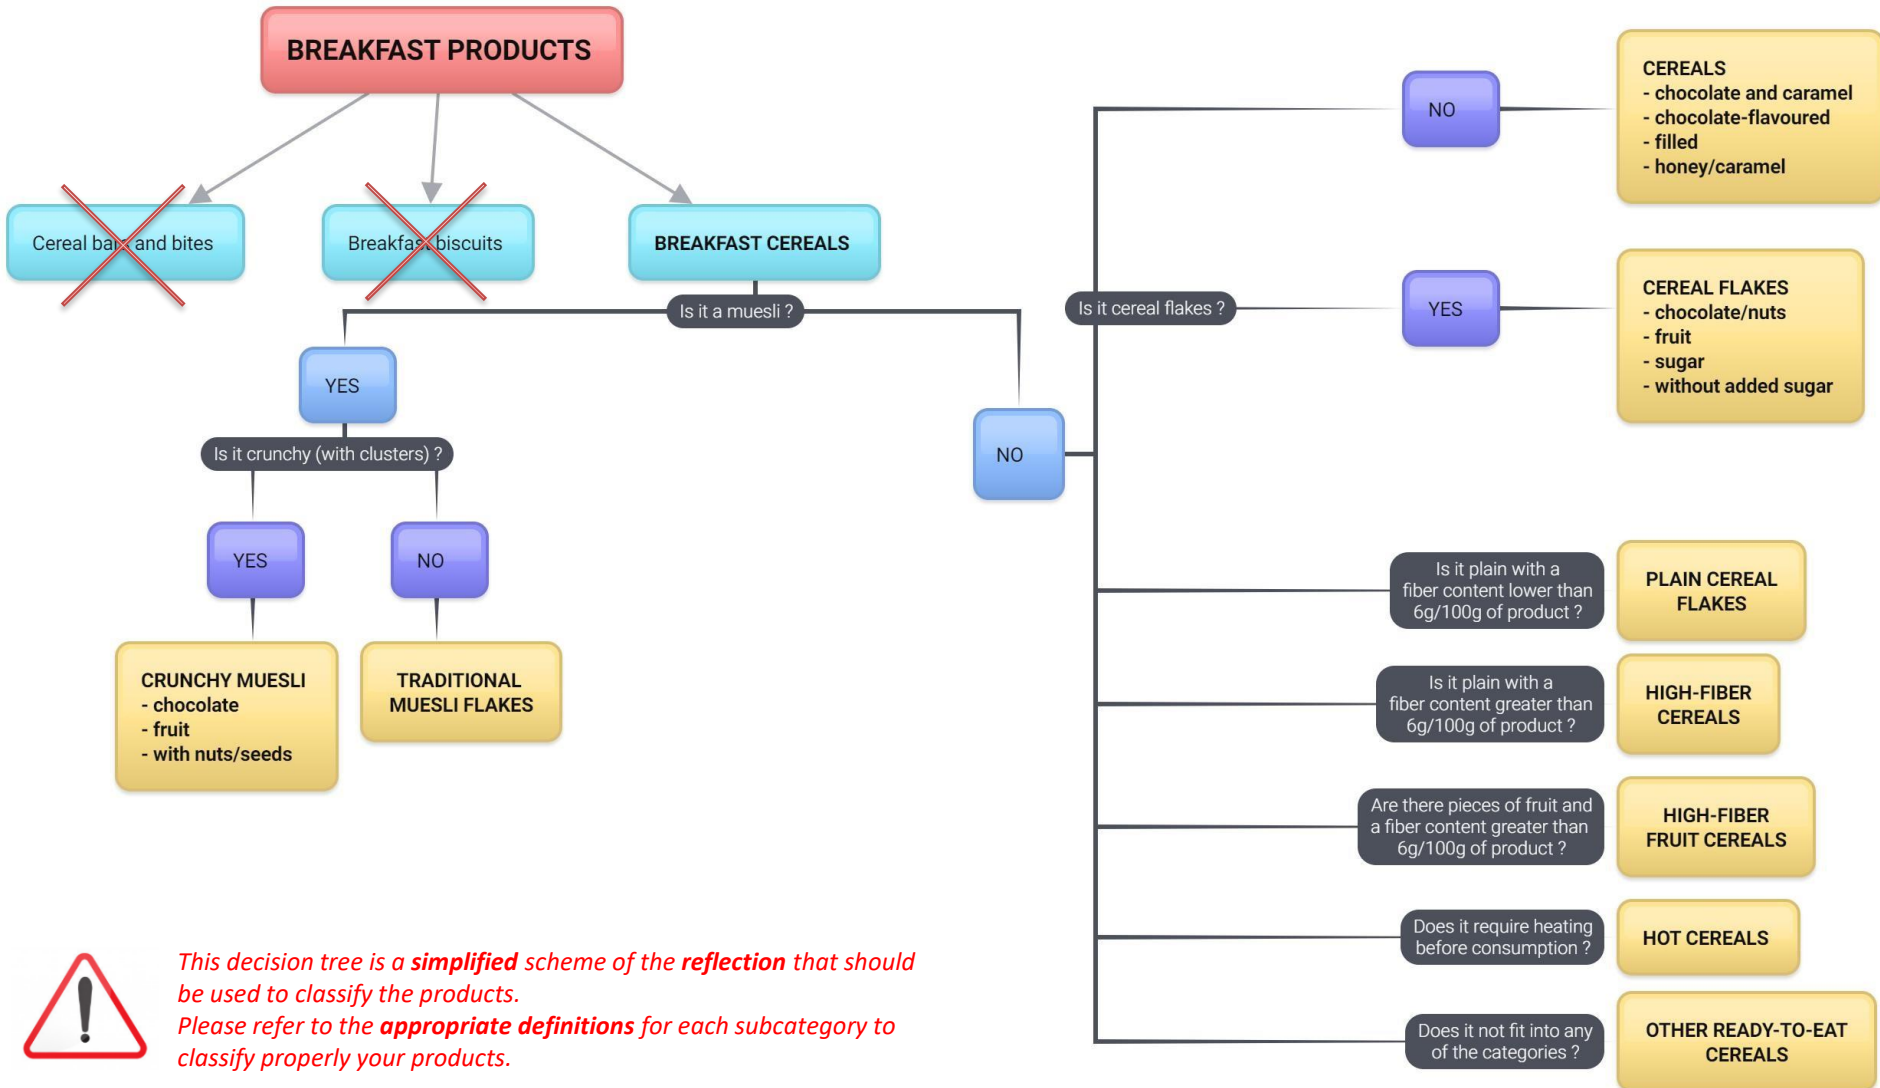 BREAKFAST PRODUCTS
Cereal bars and bites
Breakfast biscuits
BREAKFAST CEREALS
Is it a muesli ?
YES
Is it crunchy (with clusters) ?
YES
NO
CRUNCHY MUESLI
- chocolate
- fruit
- with nuts/seeds
TRADITIONAL
MUESLI FLAKES
NO
Is it cereal flakes ?
NO
CEREALS
- chocolate and caramel
- chocolate-flavoured
- filled
- honey/caramel
YES
CEREAL FLAKES
- chocolate/nuts
- fruit
- sugar
- without added sugar
Is it plain with a
fiber content lower than
6g/100g of product ?
PLAIN CEREAL
FLAKES
Is it plain with a
fiber content greater than
6g/100g of product ?
HIGH-FIBER
CEREALS
Are there pieces of fruit and
a fiber content greater than
6g/100g of product ?
HIGH-FIBER
FRUIT CEREALS
Does it require heating
before consumption ?
HOT CEREALS
Does it not fit into any
of the categories ?
OTHER READY-TO-EAT
CEREALS
This decision tree is a simplified scheme of the reflection that should
be used to classify the products.
Please refer to the appropriate definitions for each subcategory to
classify properly your products.